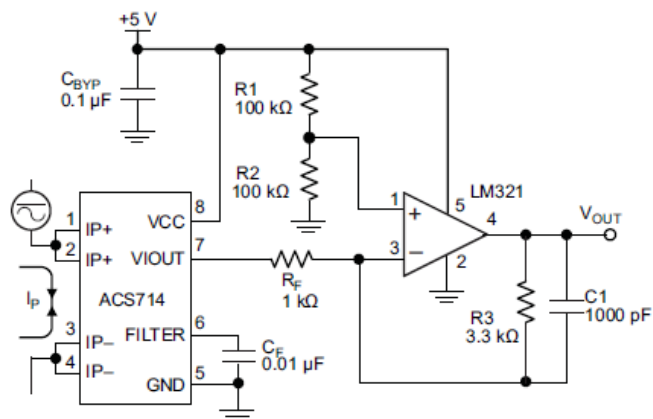 +5 V
CBYP
0.1 µF
R1
100 kΩ
R2
100 kΩ
LM321
1
+
5
4
VOUT
3
–
2
1
IP+
2
IP+
VCC
8
VIOUT
7
RF
1 kΩ
IP
ACS714
3
IP–
4
IP–
FILTER
6
GND
5
CF
0.01 µF
R3
3.3 kΩ
C1
1000 pF